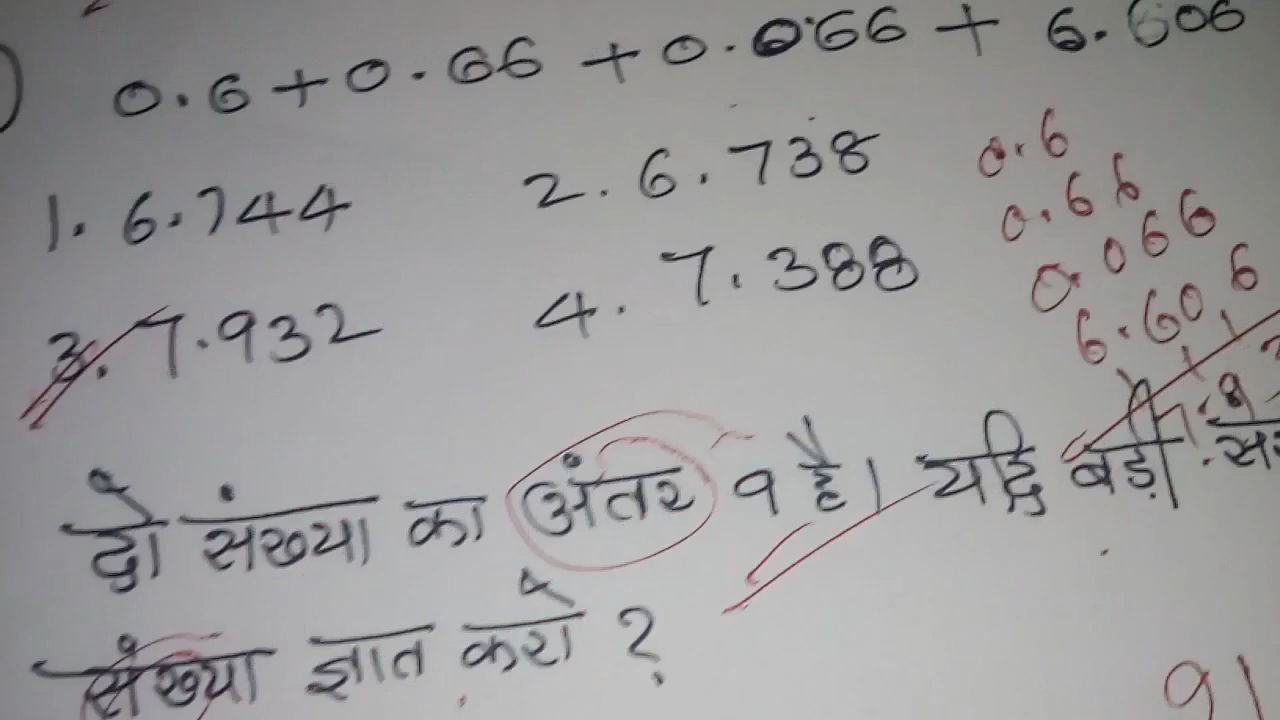 0.6 + 0.66 + 0.066 + 6.606
1. 6.744 2. 6.738
3. 7.932 4. 7.388
0.6
0.66
0.066
6.606
दो संख्या का अंतर 9 है। यदि बड़ी
संख्या ज्ञात करो ?
91